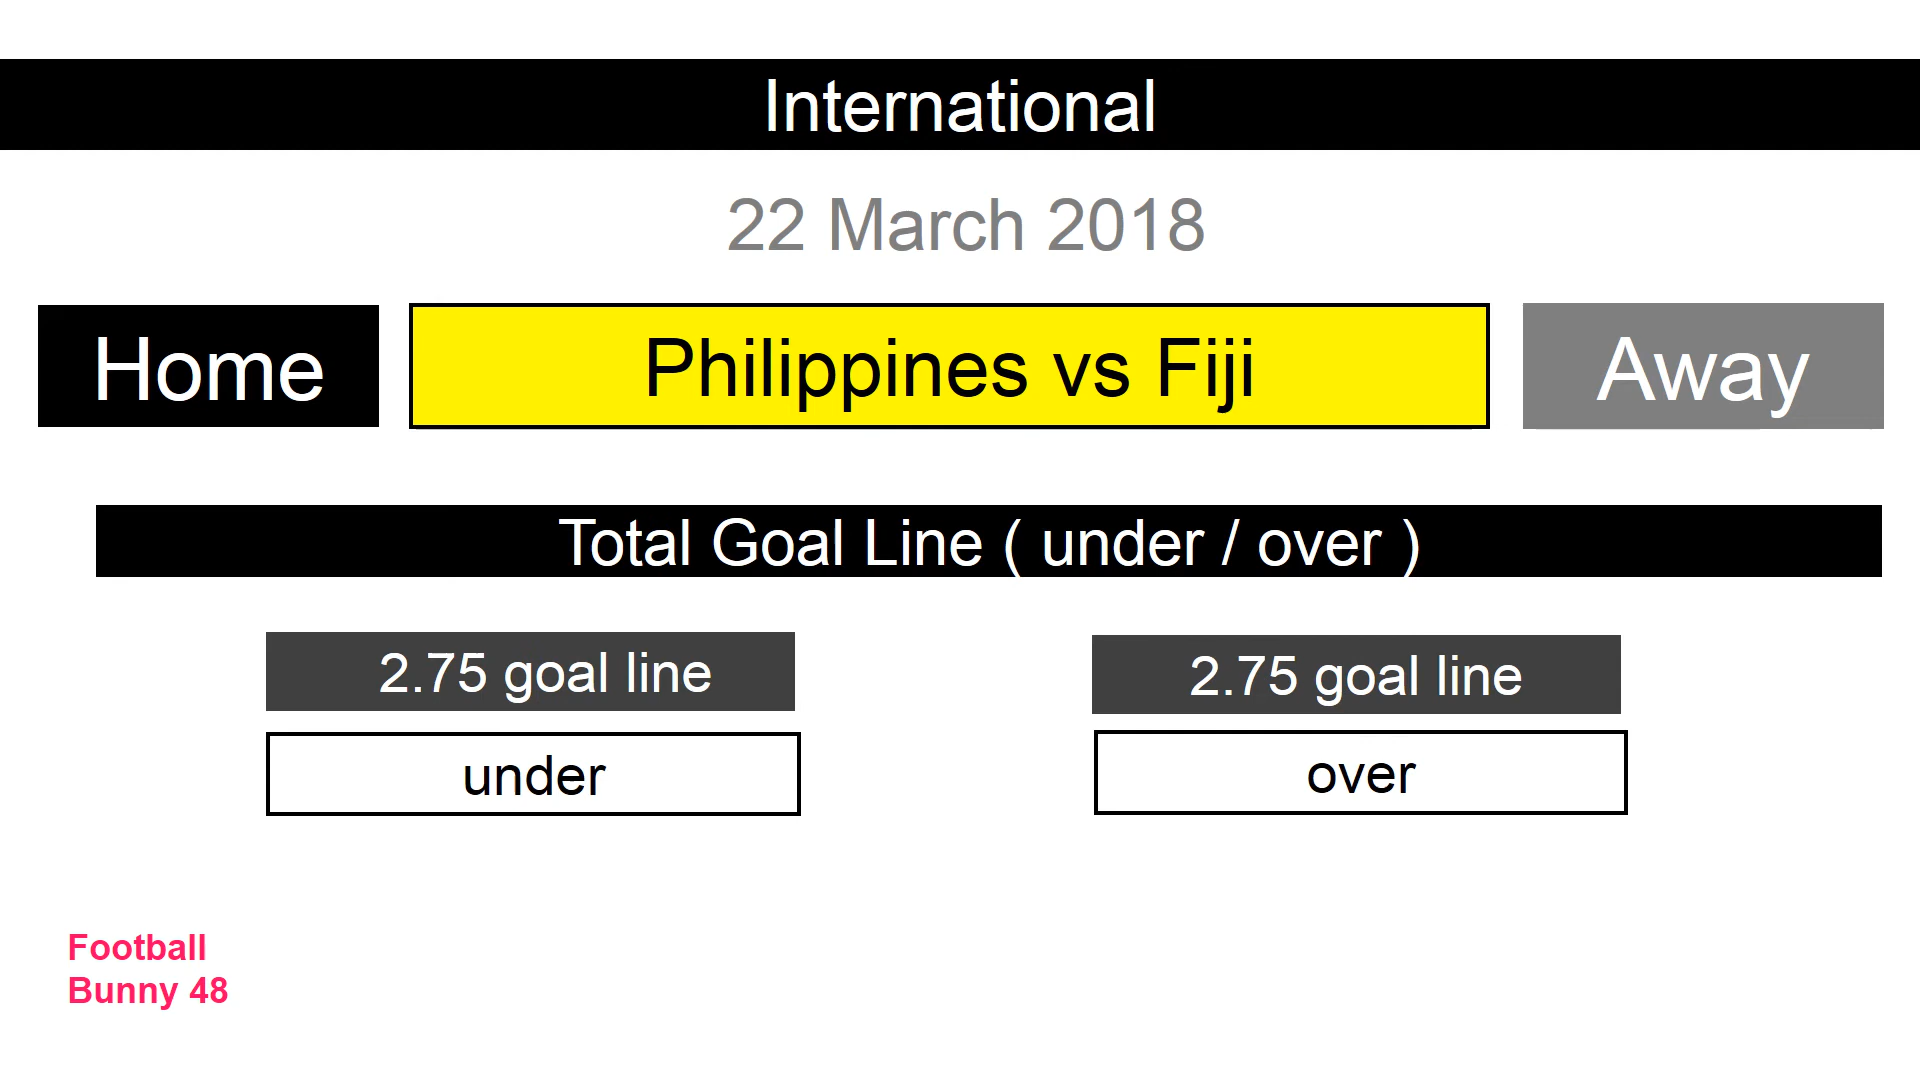 International
22 March 2018
Home
Philippines vs Fiji
Away
Total Goal Line ( under / over )
2.75 goal line
2.75 goal line
under
over
Football
Bunny 48